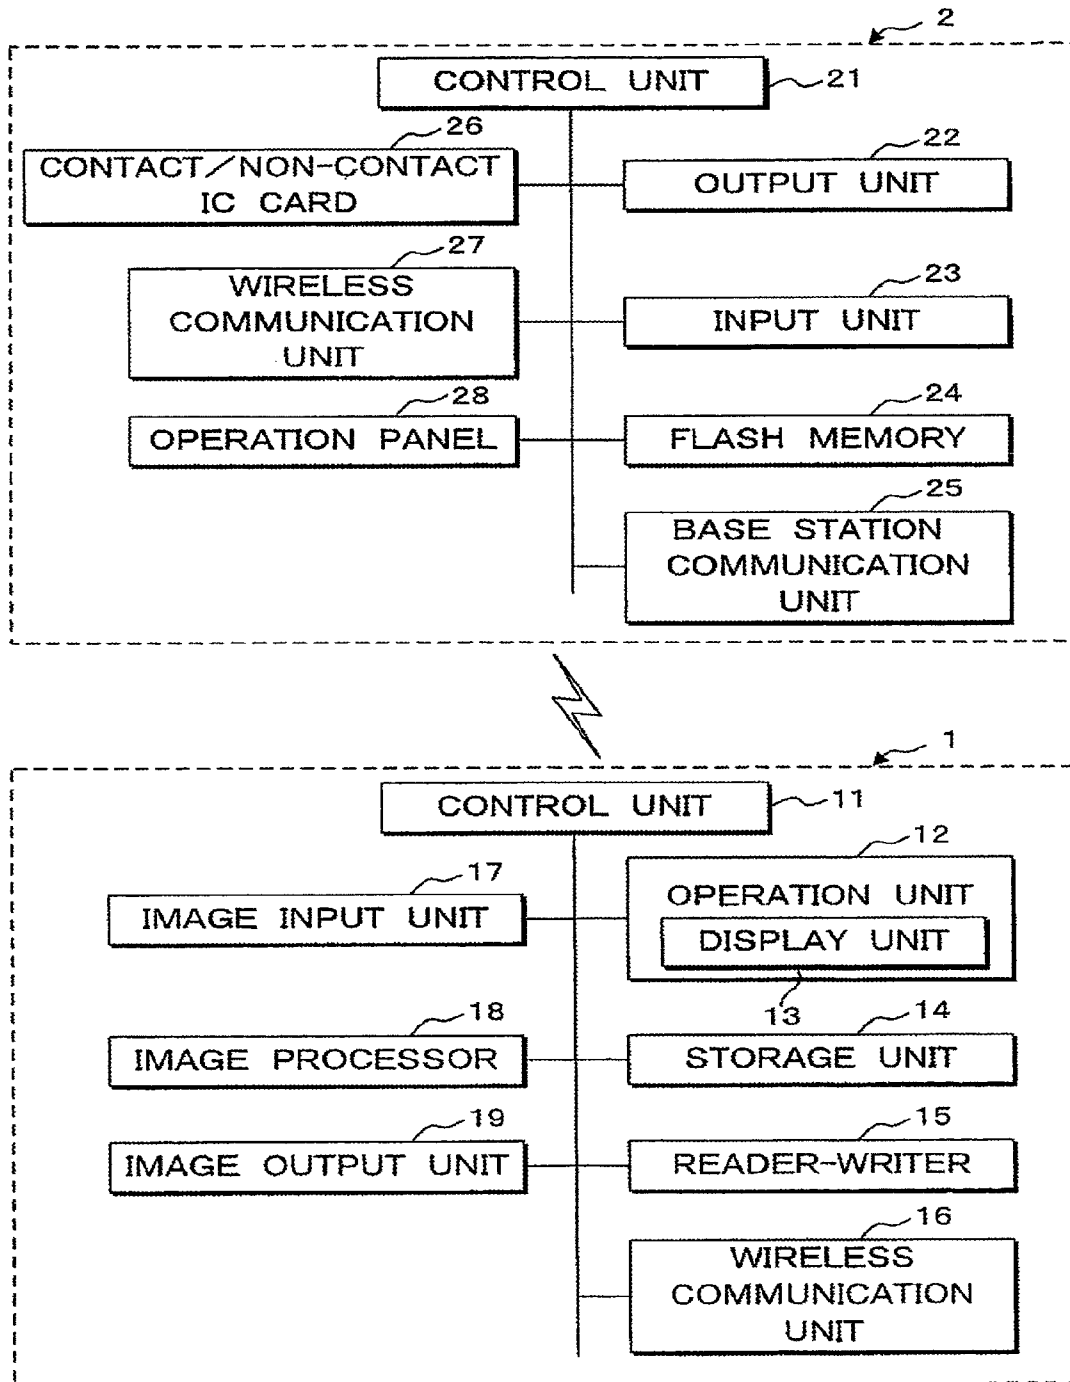 2
CONTROL UNIT
21
26
CONTACT/NON-CONTACT
IC CARD
22
OUTPUT UNIT
27
WIRELESS
COMMUNICATION
UNIT
23
INPUT UNIT
28
OPERATION PANEL
24
FLASH MEMORY
25
BASE STATION
COMMUNICATION
UNIT
1
CONTROL UNIT
11
17
IMAGE INPUT UNIT
12
OPERATION UNIT
DISPLAY UNIT
13
18
IMAGE PROCESSOR
14
STORAGE UNIT
19
IMAGE OUTPUT UNIT
15
READER-WRITER
16
WIRELESS
COMMUNICATION
UNIT